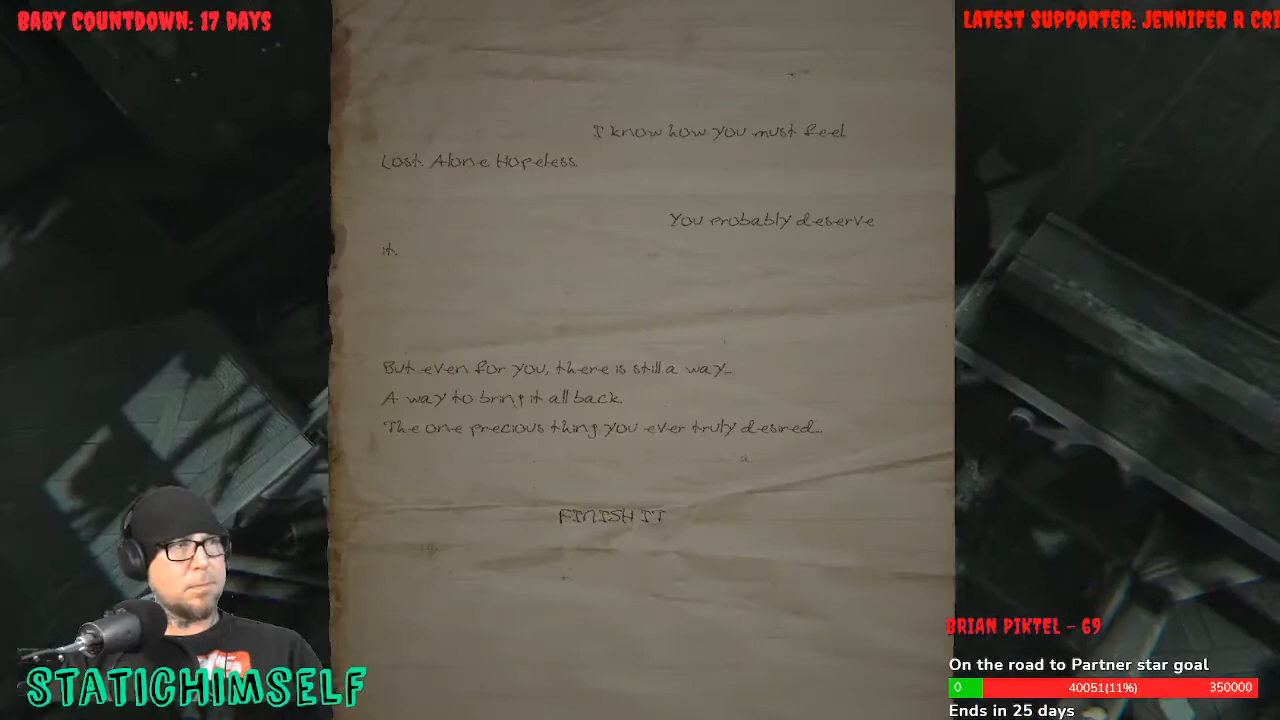 BABY COUNTDOWN: 17 DAYS
LATEST SUPPORTER: JENNIFER R CRI
I know how you must feel.
Lost. Alone. Hopeless.
You probably deserve
it.
But even for you, there is still a way...
A way to bring it all back.
The one precious thing you ever truly desired...
a
FINISH IT
BRIAN PIKTEL - 69
On the road to Partner star goal
0 40051(11%) 350000
Ends in 25 days
STATICHIMSELF